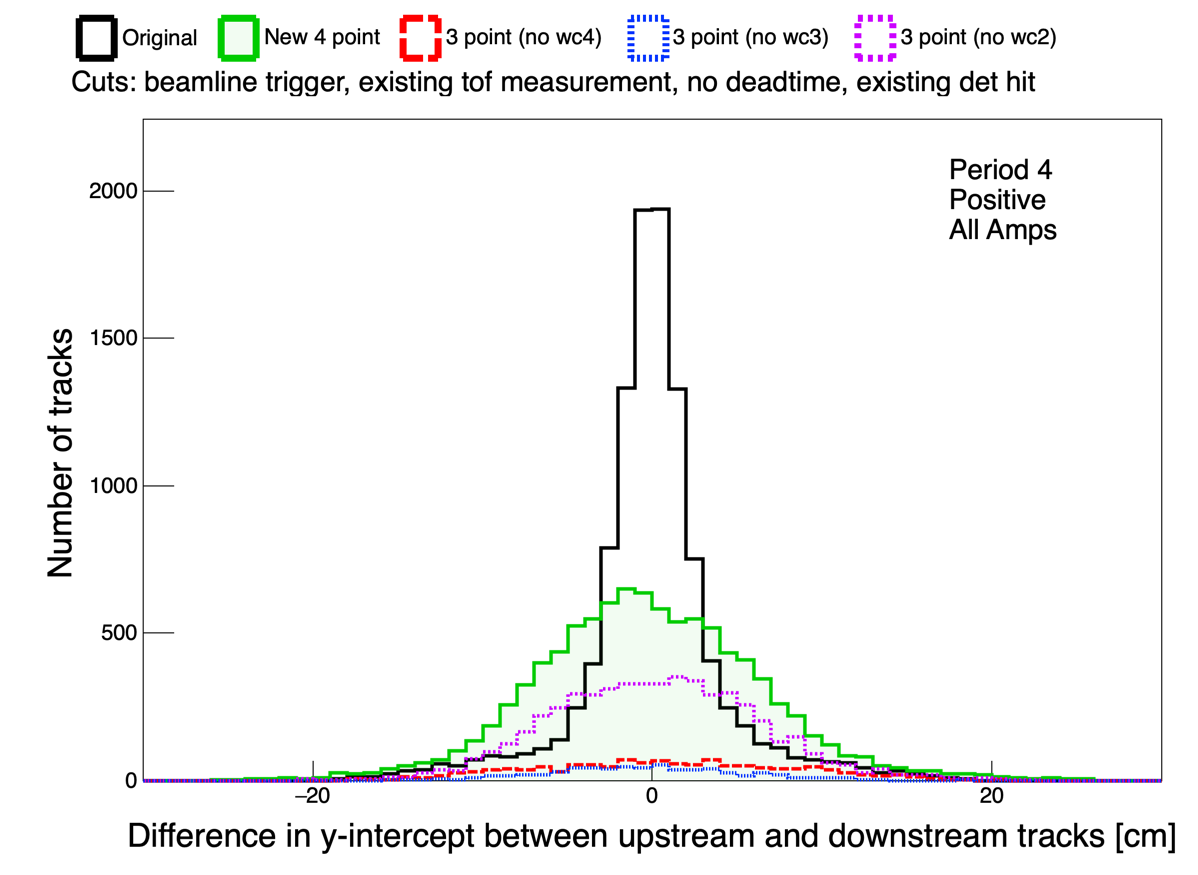 Original New 4 point 3 point (no wc4) 3 point (no wc3) 3 point (no wc2)
Cuts: beamline trigger, existing tof measurement, no deadtime, existing det hit
Period 4
Positive
All Amps
2000
1500
1000
500
0
Number of tracks
−20 0 20
Difference in y-intercept between upstream and downstream tracks [cm]